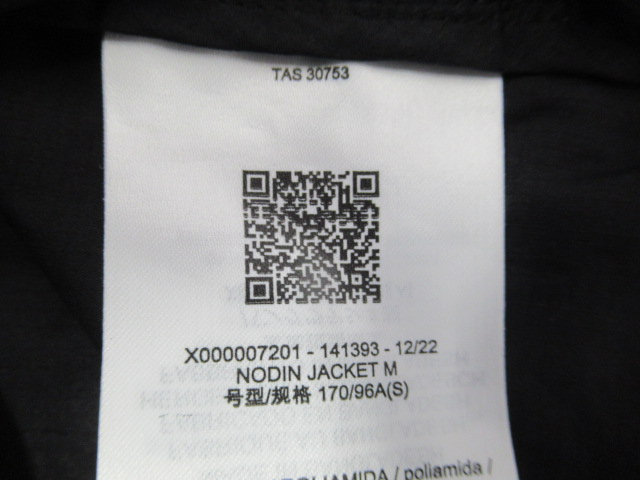 TAS 30753
X000007201 - 141393 - 12/22
NODIN JACKET M
号型/规格 170/96A(S)
/ poliamida /